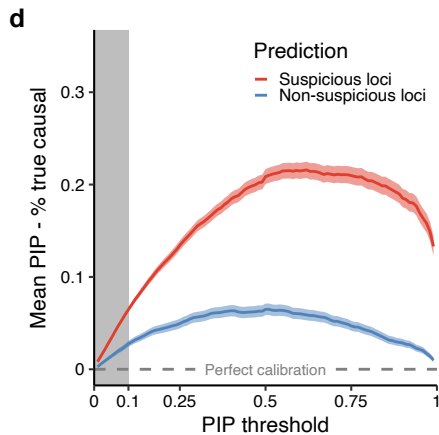 d
Prediction
Suspicious loci
Non-suspicious loci
Mean PIP - % true causal
0.3
0.2
0.1
0
Perfect calibration
0 0.1 0.25 0.5 0.75 1
PIP threshold